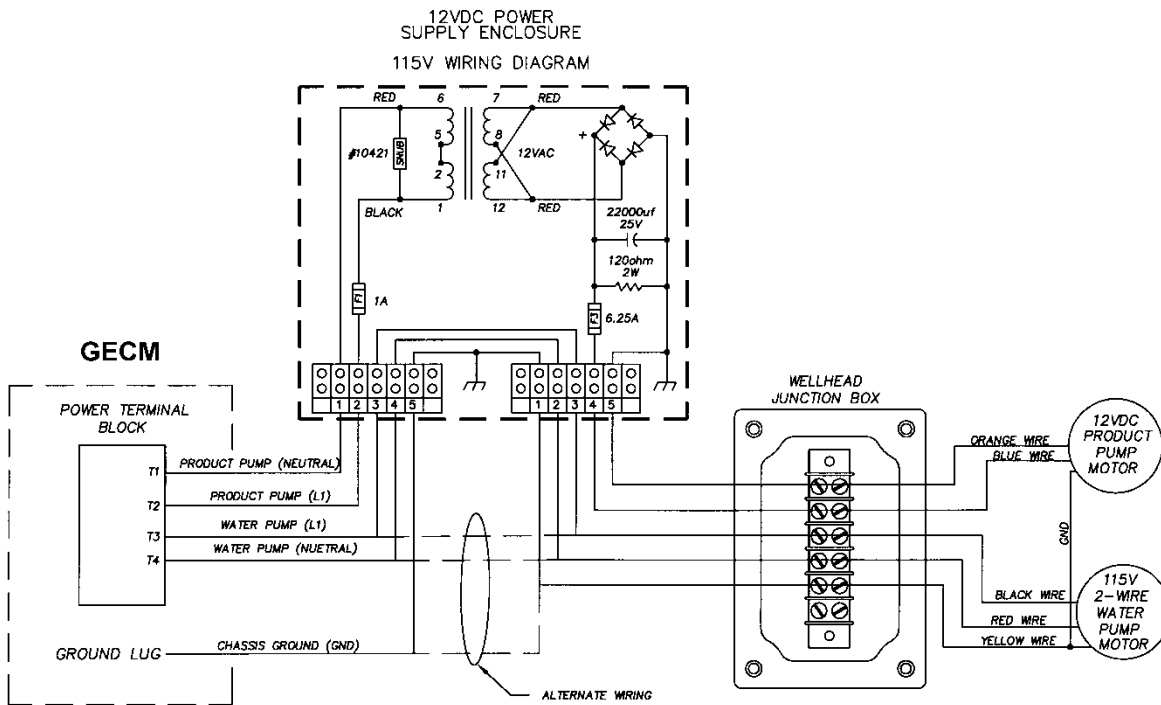 12VDC POWER
SUPPLY ENCLOSURE
115V WIRING DIAGRAM
RED 6 7 RED
5 8
#10421 SNUB 12VAC +
2 11
BLACK 1 12 RED
22000uf
25V
120ohm
2W
F1 1A
F3 6.25A
1 2 3 4 5
1 2 3 4 5
GECM
POWER TERMINAL
BLOCK
T1 PRODUCT PUMP (NEUTRAL)
T2 PRODUCT PUMP (L1)
T3 WATER PUMP (L1)
T4 WATER PUMP (NUETRAL)
GROUND LUG CHASSIS GROUND (GND)
ALTERNATE WIRING
WELLHEAD
JUNCTION BOX
ORANGE WIRE
BLUE WIRE
12VDC
PRODUCT
PUMP
MOTOR
GND
BLACK WIRE
RED WIRE
YELLOW WIRE
115V
2-WIRE
WATER
PUMP
MOTOR